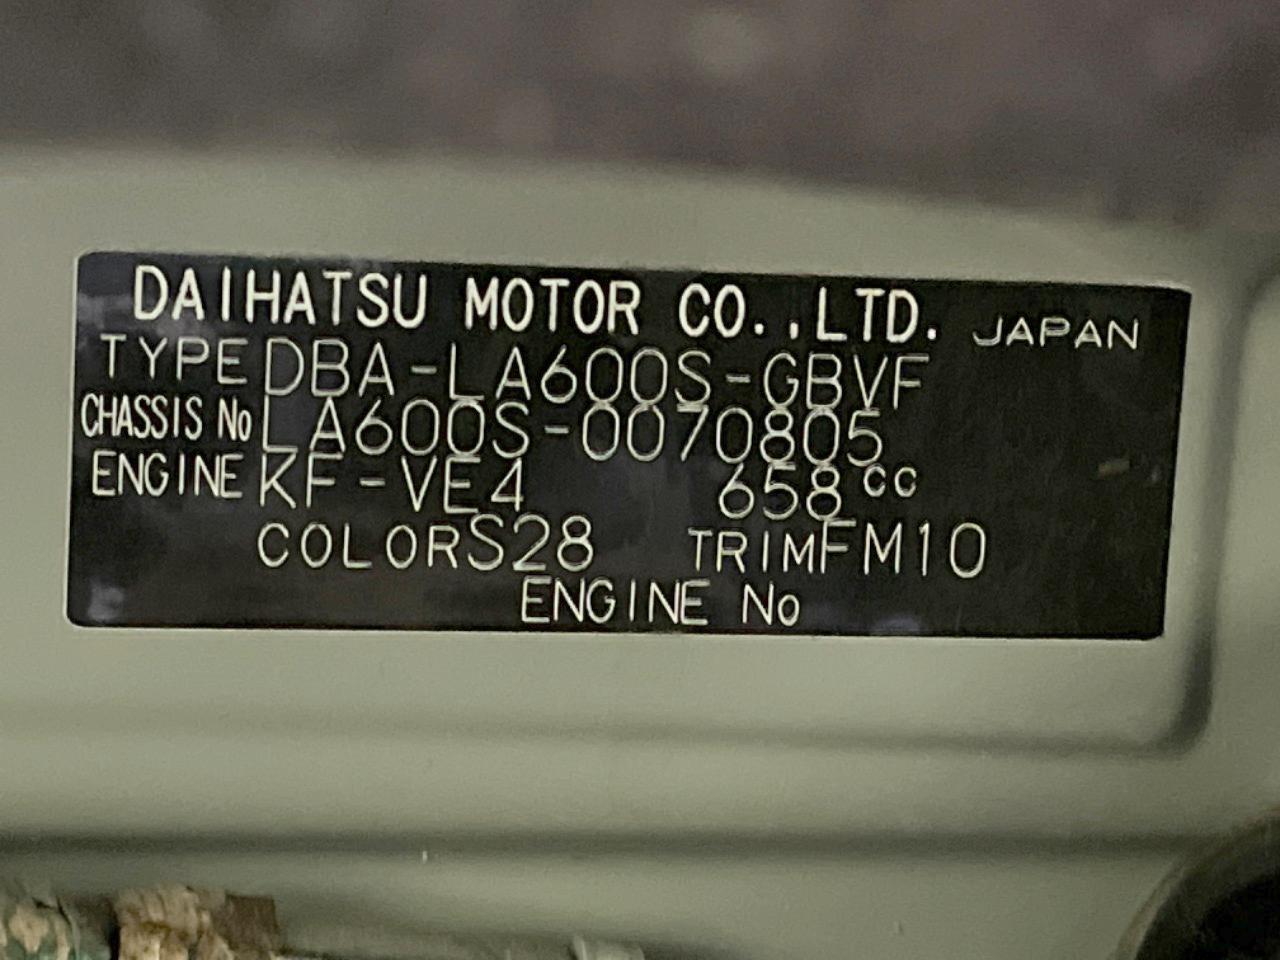 DAIHATSU MOTOR CO.,LTD. JAPAN
TYPE DBA-LA600S-GBVF
CHASSIS No LA600S-0070805
ENGINE KF-VE4 658cc
COLOR S28 TRIM FM10
ENGINE No